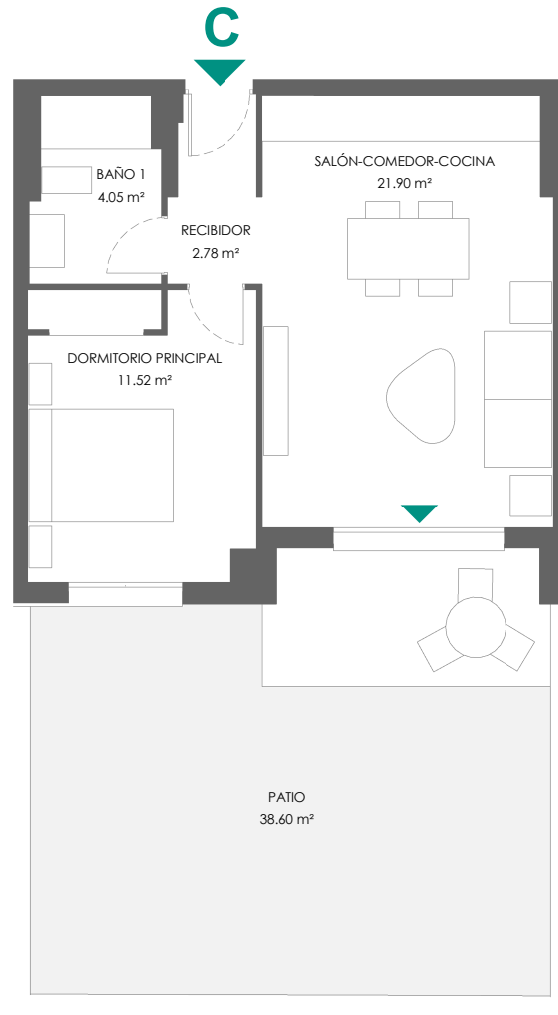 C
BAÑO 1
4.05 m²
SALÓN-COMEDOR-COCINA
21.90 m²
RECIBIDOR
2.78 m²
DORMITORIO PRINCIPAL
11.52 m²
PATIO
38.60 m²